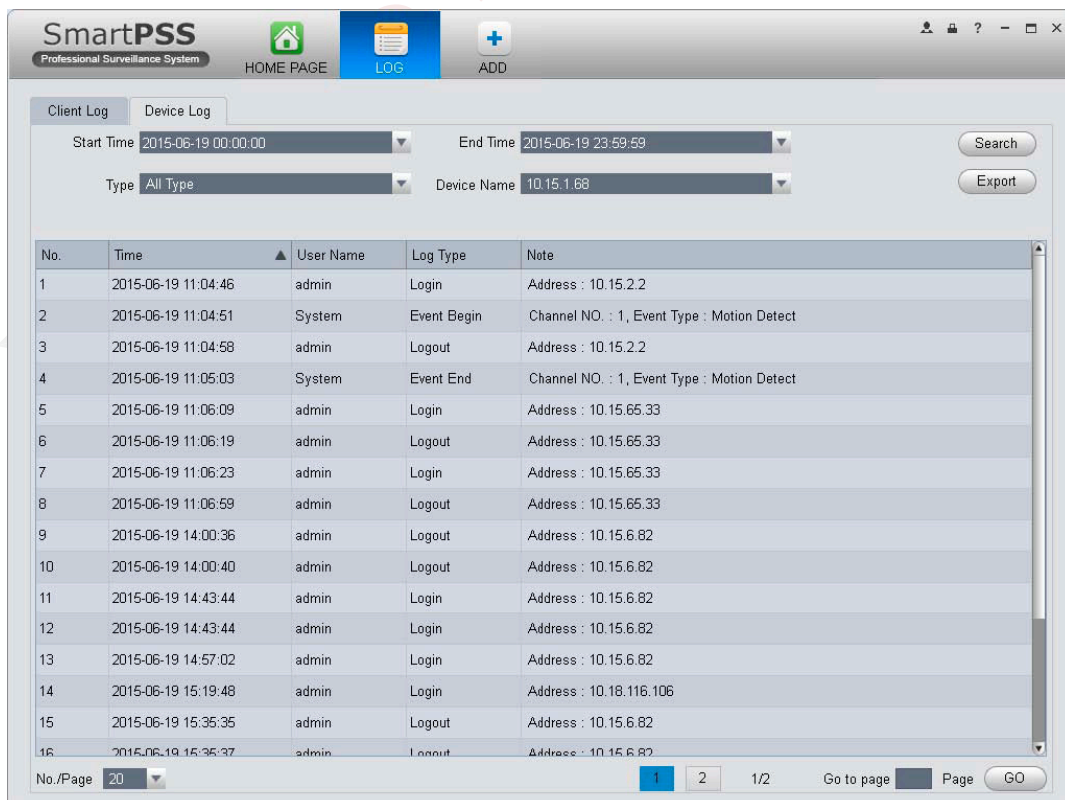 SmartPSS
Professional Surveillance System
HOME PAGE
LOG
ADD
?
Client Log Device Log
Start Time 2015-06-19 00:00:00 End Time 2015-06-19 23:59:59 Search
Type All Type Device Name 10.15.1.68 Export
No. Time User Name Log Type Note
1 2015-06-19 11:04:46 admin Login Address : 10.15.2.2
2 2015-06-19 11:04:51 System Event Begin Channel NO. : 1, Event Type : Motion Detect
3 2015-06-19 11:04:58 admin Logout Address : 10.15.2.2
4 2015-06-19 11:05:03 System Event End Channel NO. : 1, Event Type : Motion Detect
5 2015-06-19 11:06:09 admin Login Address : 10.15.65.33
6 2015-06-19 11:06:19 admin Logout Address : 10.15.65.33
7 2015-06-19 11:06:23 admin Login Address : 10.15.65.33
8 2015-06-19 11:06:59 admin Logout Address : 10.15.65.33
9 2015-06-19 14:00:36 admin Logout Address : 10.15.6.82
10 2015-06-19 14:00:40 admin Logout Address : 10.15.6.82
11 2015-06-19 14:43:44 admin Login Address : 10.15.6.82
12 2015-06-19 14:43:44 admin Login Address : 10.15.6.82
13 2015-06-19 14:57:02 admin Login Address : 10.15.6.82
14 2015-06-19 15:19:48 admin Login Address : 10.18.116.106
15 2015-06-19 15:35:35 admin Logout Address : 10.15.6.82
16 2015-06-19 15:35:37 admin Logout Address : 10.15.6.82
No./Page 20 1 2 1/2 Go to page Page GO